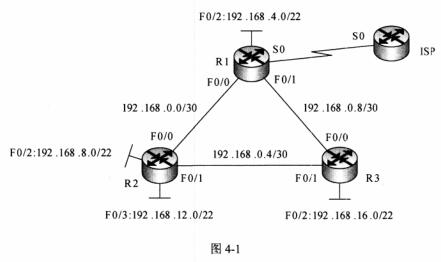 F0/2:192.168.4.0/22
S0
S0
R1
ISP
F0/0
F0/1
192.168.0.0/30
192.168.0.8/30
F0/0
F0/0
F0/2:192.168.8.0/22
192.168.0.4/30
R2
F0/1
F0/1
R3
F0/3:192.168.12.0/22
F0/2:192.168.16.0/22
图 4-1